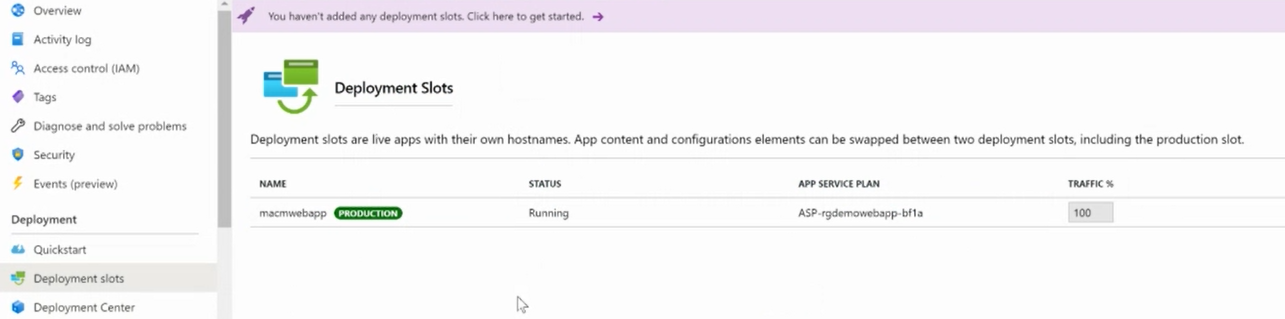 Overview
Activity log
Access control (IAM)
Tags
Diagnose and solve problems
Security
Events (preview)
Deployment
Quickstart
Deployment slots
Deployment Center
You haven't added any deployment slots. Click here to get started. →
Deployment Slots
Deployment slots are live apps with their own hostnames. App content and configurations elements can be swapped between two deployment slots, including the production slot.
NAME STATUS APP SERVICE PLAN TRAFFIC %
macmwebapp PRODUCTION Running ASP-rgdemowebapp-bf1a 100